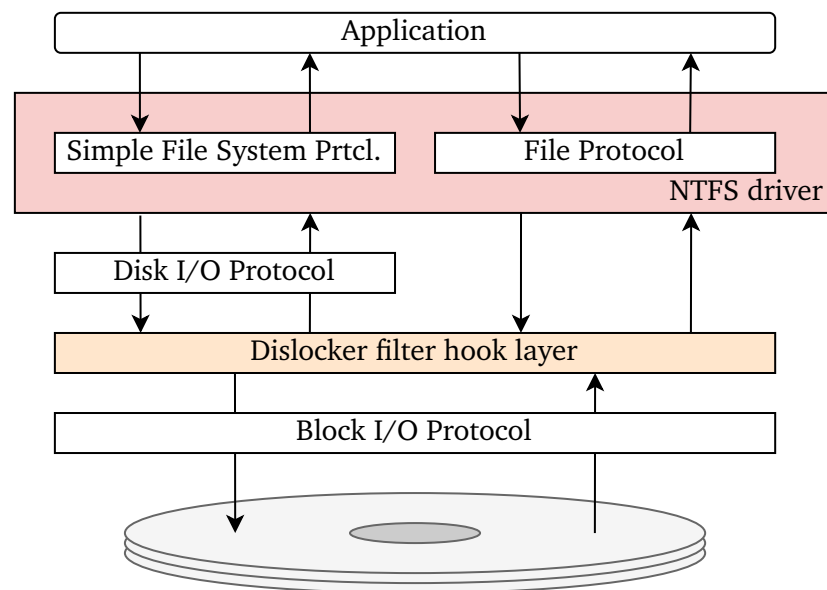 Application
Simple File System Prtcl.
File Protocol
NTFS driver
Disk I/O Protocol
Dislocker filter hook layer
Block I/O Protocol